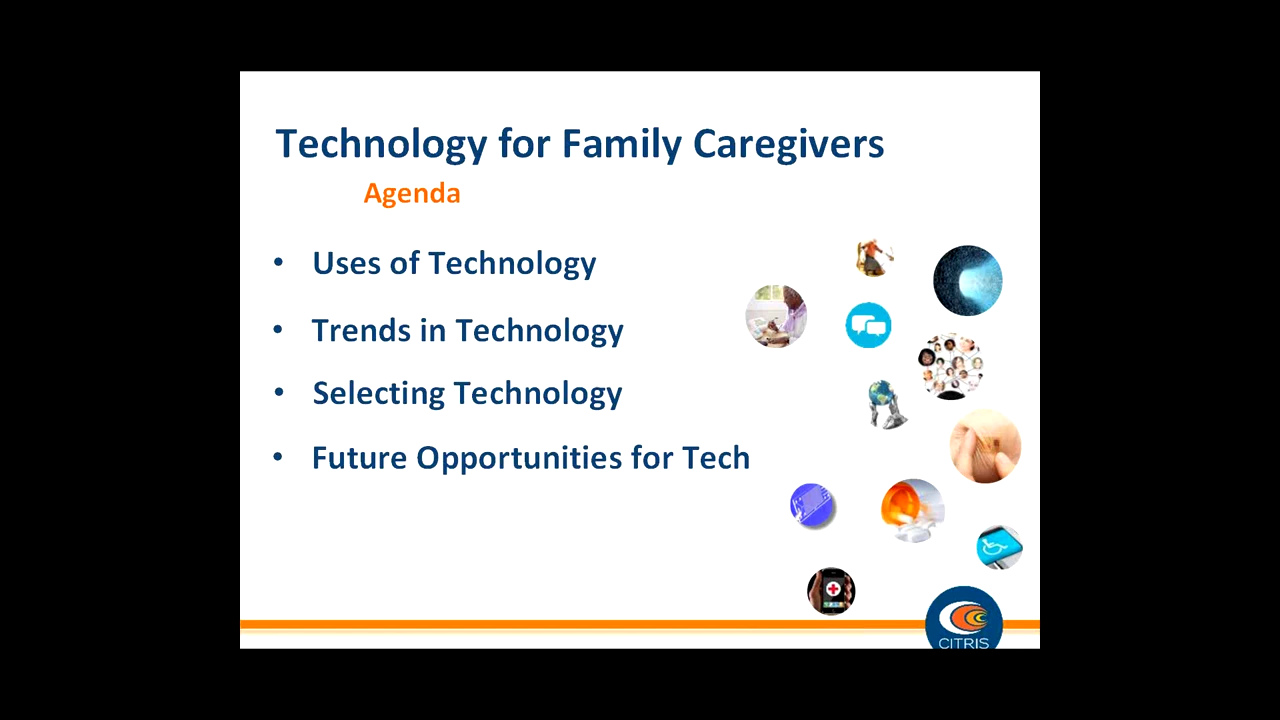 Technology for Family Caregivers
Agenda
• Uses of Technology
• Trends in Technology
• Selecting Technology
• Future Opportunities for Tech
CITRIS